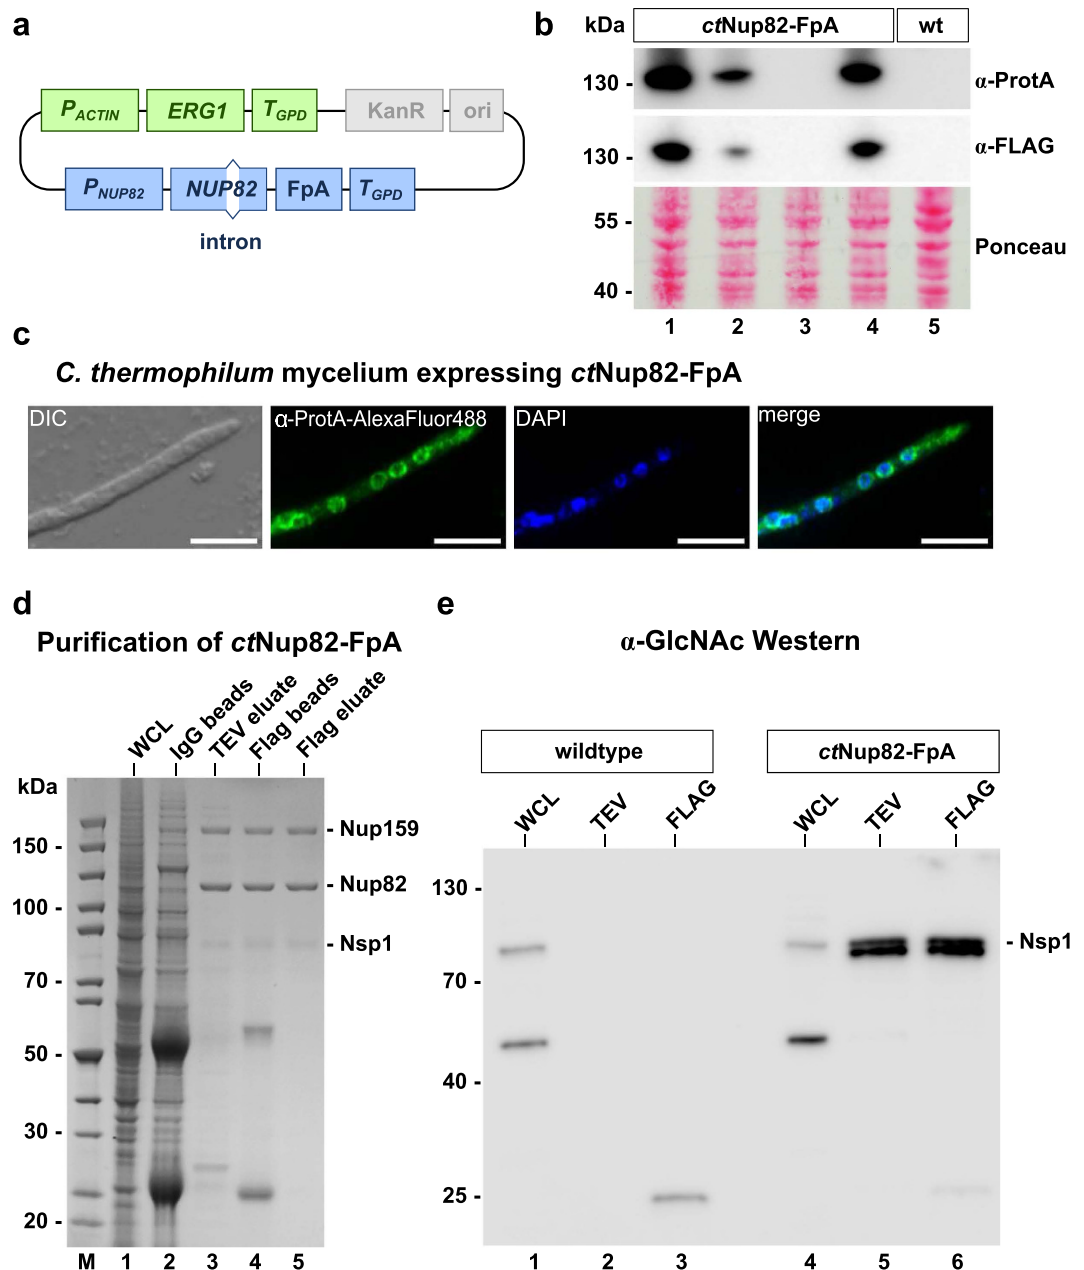 a
P_ACTIN ERG1 T_GPD KanR ori
P_NUP82 NUP82 FpA T_GPD
intron
b
kDa ctNup82-FpA wt
130 - α-ProtA
130 - α-FLAG
55 -
Ponceau
40 -
1 2 3 4 5
c
C. thermophilum mycelium expressing ctNup82-FpA
DIC α-ProtA-AlexaFluor488 DAPI merge
d
Purification of ctNup82-FpA
WCL IgG beads TEV eluate Flag beads Flag eluate
kDa
- Nup159
150 -
- Nup82
100 -
- Nsp1
70 -
50 -
30 -
20 -
M 1 2 3 4 5
e
α-GlcNAc Western
wildtype ctNup82-FpA
WCL TEV FLAG WCL TEV FLAG
130 -
- Nsp1
70 -
40 -
25 -
1 2 3 4 5 6